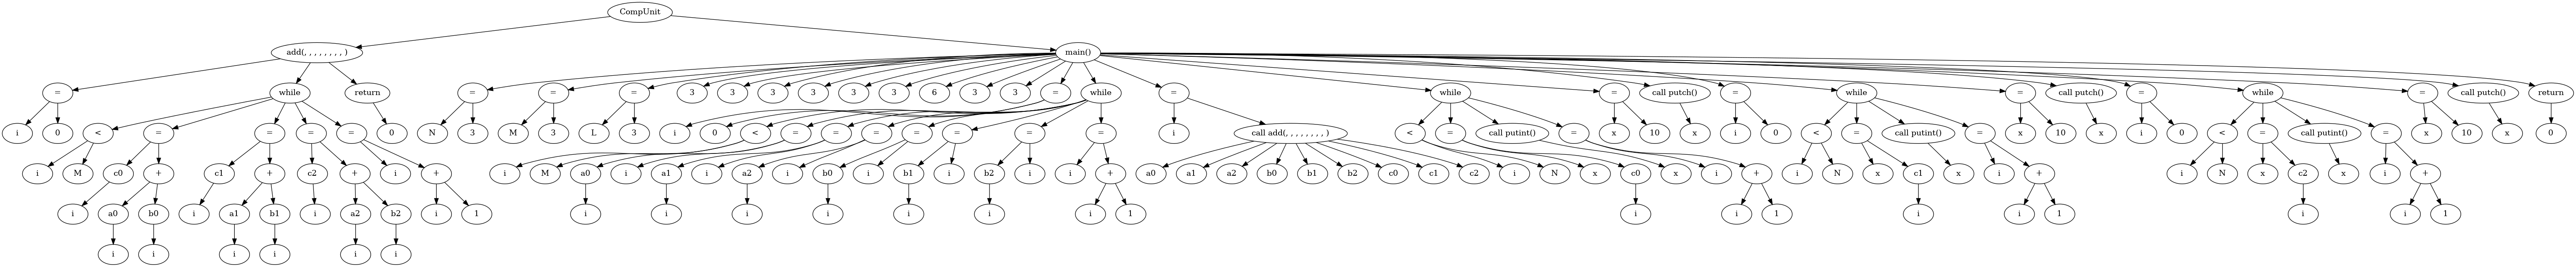 CompUnit
add(, , , , , , , , ) main()
= while return = = = 3 3 3 3 3 3 6 3 3 = while = while = call putch() = while = call putch() = while = call putch() return
i 0 < = = = = 0 N 3 M 3 L 3 i 0 < = = = = = = = i call add(, , , , , , , , ) < = call putint() = x 10 x i 0 < = call putint() = x 10 x i 0 < = call putint() = x 10 x 0
i M c0 + c1 + c2 + i + i M a0 i a1 i a2 i b0 i b1 i b2 i i + a0 a1 a2 b0 b1 b2 c0 c1 c2 i N x c0 x i + i N x c1 x i + i N x c2 x i +
i a0 b0 i a1 b1 i a2 b2 i 1 i i i i i i i 1 i i 1 i i 1 i i 1
i i i i i i